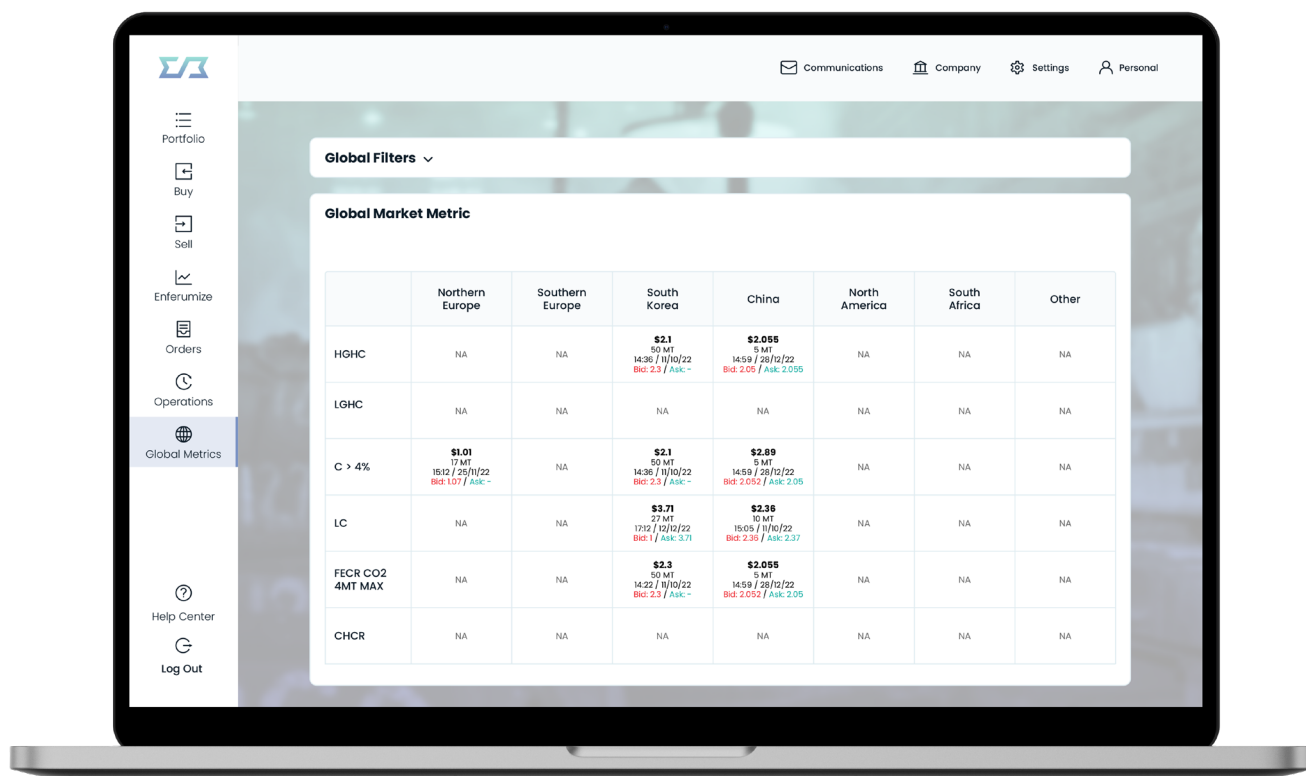 Communications
Company
Settings
Personal
Portfolio
Buy
Sell
Enferumize
Orders
Operations
Global Metrics
Help Center
Log Out
Global Filters
Global Market Metric
Northern
Europe
Southern
Europe
South
Korea
China
North
America
South
Africa
Other
HGHC
NA
NA
$2.1
50 MT
14:36 / 11/10/22
Bid: 2.3 / Ask: -
$2.055
5 MT
14:59 / 28/12/22
Bid: 2.05 / Ask: 2.055
NA
NA
NA
LGHC
NA
NA
NA
NA
NA
NA
NA
C > 4%
$1.01
17 MT
15:12 / 25/11/22
Bid: 1.07 / Ask: -
NA
$2.1
50 MT
14:36 / 11/10/22
Bid: 2.3 / Ask: -
$2.89
5 MT
14:59 / 28/12/22
Bid: 2.052 / Ask: 2.05
NA
NA
NA
LC
NA
NA
$3.71
27 MT
17:12 / 12/12/22
Bid: 1 / Ask: 3.71
$2.36
10 MT
15:05 / 11/10/22
Bid: 2.36 / Ask: 2.37
NA
NA
NA
FECR CO2
4MT MAX
NA
NA
$2.3
50 MT
14:22 / 11/10/22
Bid: 2.3 / Ask: -
$2.055
5 MT
14:59 / 28/12/22
Bid: 2.052 / Ask: 2.05
NA
NA
NA
CHCR
NA
NA
NA
NA
NA
NA
NA